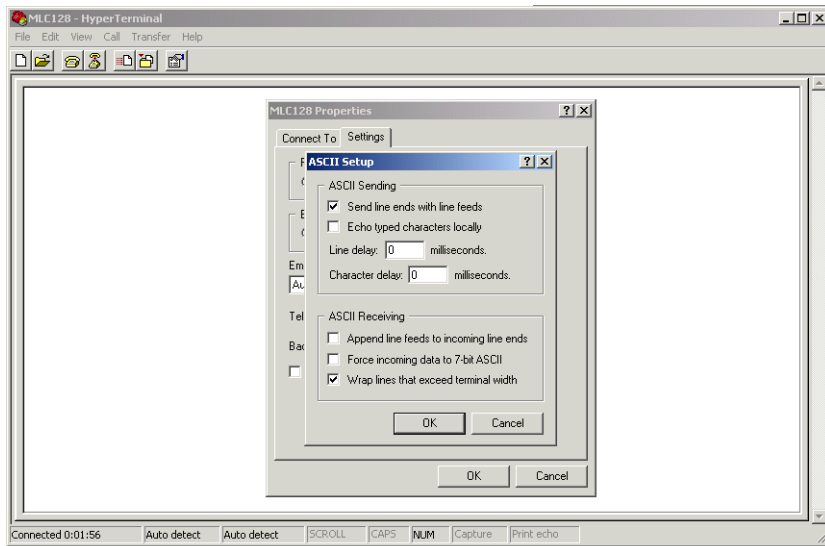 MLC128 - HyperTerminal
File Edit View Call Transfer Help
MLC128 Properties
Connect To Settings
ASCII Setup
ASCII Sending
Send line ends with line feeds
Echo typed characters locally
Line delay: 0 milliseconds.
Character delay: 0 milliseconds.
Em
Au
Tel
ASCII Receiving
Append line feeds to incoming line ends
Bac
Force incoming data to 7-bit ASCII
Wrap lines that exceed terminal width
OK Cancel
OK Cancel
Connected 0:01:56 Auto detect Auto detect SCROLL CAPS NUM Capture Print echo